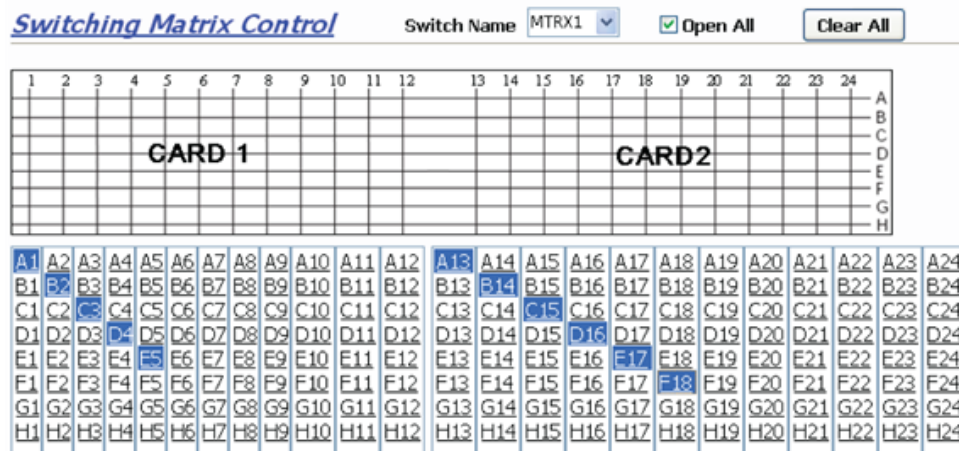 Switching Matrix Control Switch Name MTRX1 Open All Clear All
1 2 3 4 5 6 7 8 9 10 11 12 13 14 15 16 17 18 19 20 21 22 23 24
A
B
C
CARD 1 CARD2 D
E
F
G
H
A1 A2 A3 A4 A5 A6 A7 A8 A9 A10 A11 A12 A13 A14 A15 A16 A17 A18 A19 A20 A21 A22 A23 A24
B1 B2 B3 B4 B5 B6 B7 B8 B9 B10 B11 B12 B13 B14 B15 B16 B17 B18 B19 B20 B21 B22 B23 B24
C1 C2 C3 C4 C5 C6 C7 C8 C9 C10 C11 C12 C13 C14 C15 C16 C17 C18 C19 C20 C21 C22 C23 C24
D1 D2 D3 D4 D5 D6 D7 D8 D9 D10 D11 D12 D13 D14 D15 D16 D17 D18 D19 D20 D21 D22 D23 D24
E1 E2 E3 E4 E5 E6 E7 E8 E9 E10 E11 E12 E13 E14 E15 E16 E17 E18 E19 E20 E21 E22 E23 E24
F1 F2 F3 F4 F5 F6 F7 F8 F9 F10 F11 F12 F13 F14 F15 F16 F17 F18 F19 F20 F21 F22 F23 F24
G1 G2 G3 G4 G5 G6 G7 G8 G9 G10 G11 G12 G13 G14 G15 G16 G17 G18 G19 G20 G21 G22 G23 G24
H1 H2 H3 H4 H5 H6 H7 H8 H9 H10 H11 H12 H13 H14 H15 H16 H17 H18 H19 H20 H21 H22 H23 H24